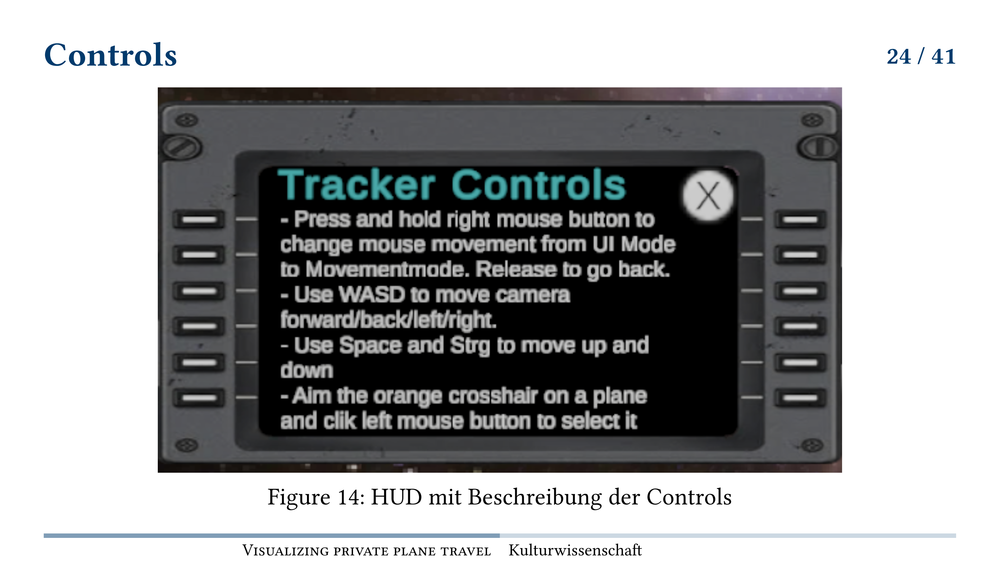 Controls
24 / 41
Tracker Controls
X
- Press and hold right mouse button to
change mouse movement from UI Mode
to Movementmode. Release to go back.
- Use WASD to move camera
forward/back/left/right.
- Use Space and Strg to move up and
down
- Aim the orange crosshair on a plane
and clik left mouse button to select it
Figure 14: HUD mit Beschreibung der Controls
Visualizing private plane travel Kulturwissenschaft